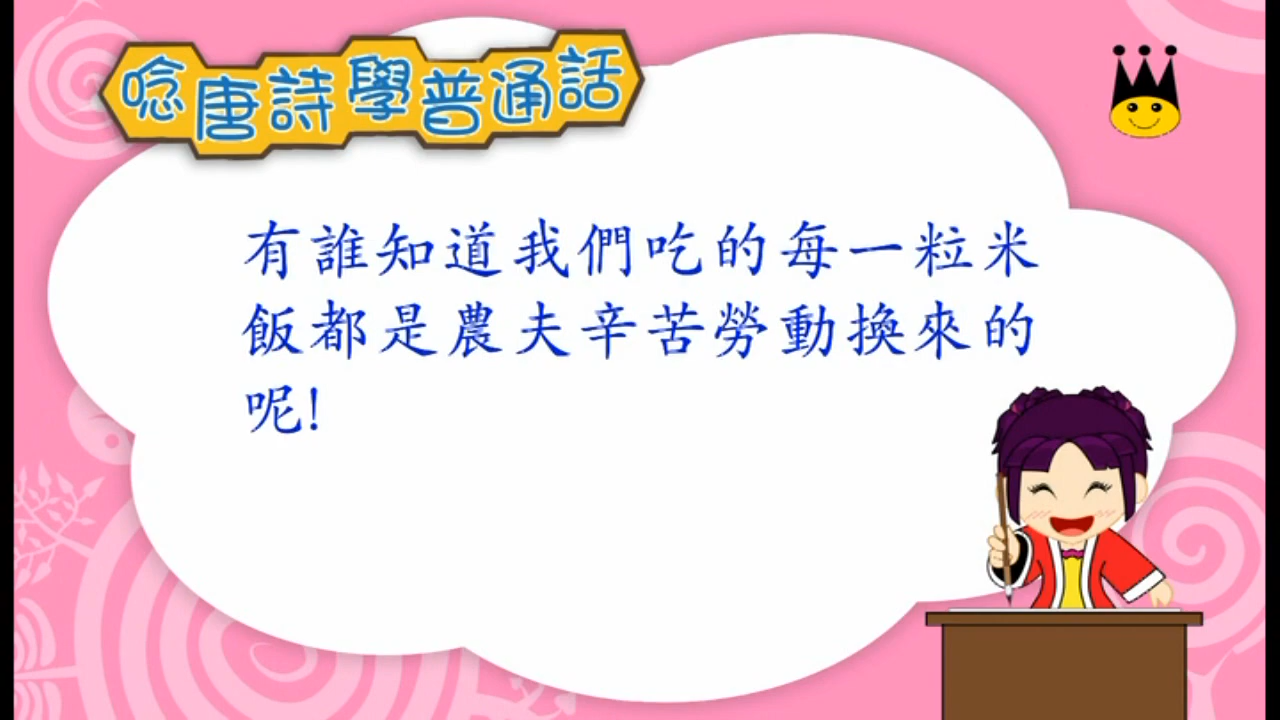 唸唐詩學普通話
有誰知道我們吃的每一粒米
飯都是農夫辛苦勞動換來的
呢!